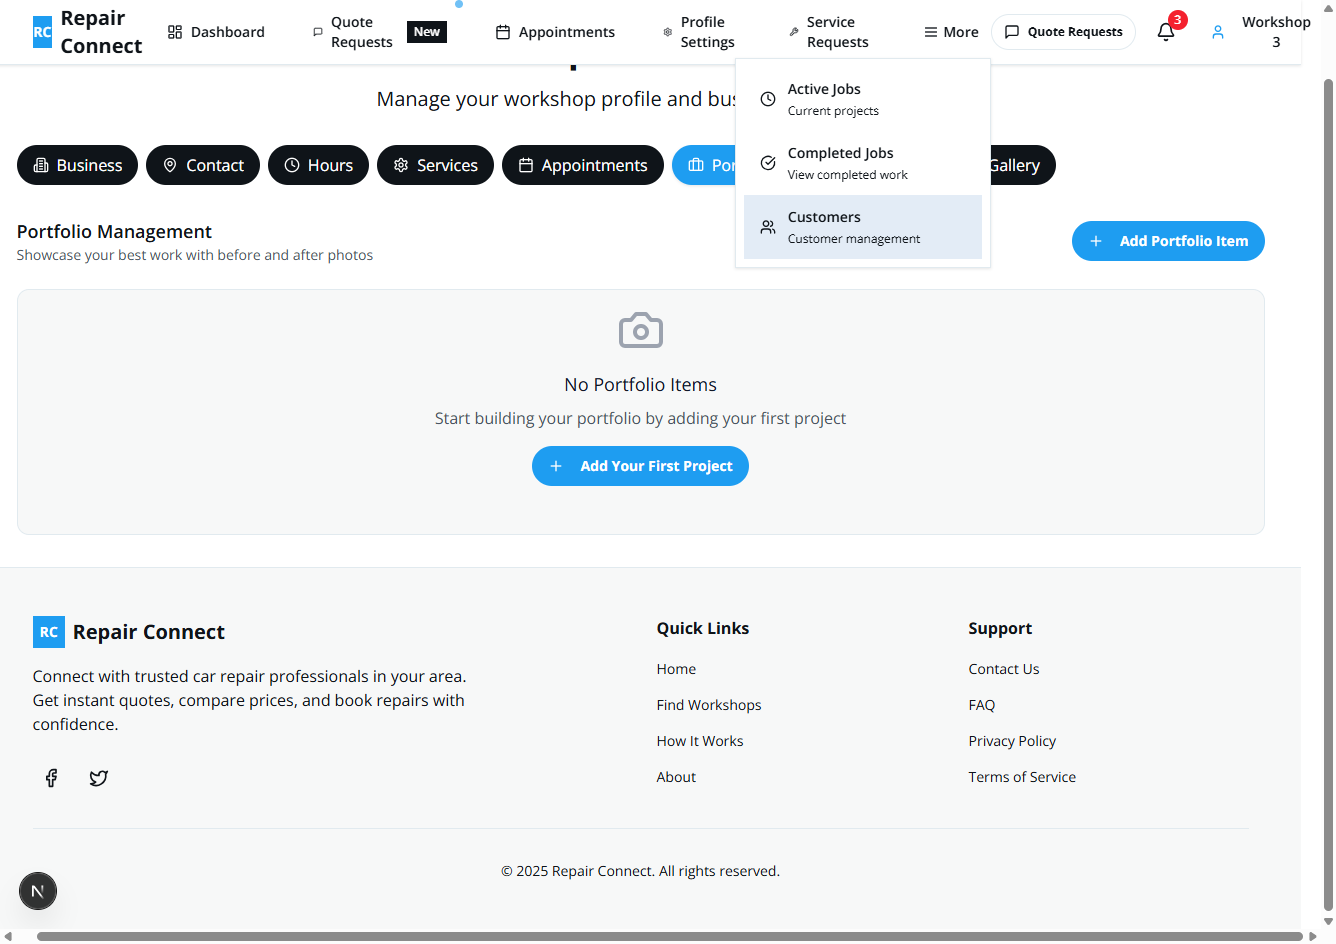 RC
Repair
Connect
Dashboard
Quote
Requests
New
Appointments
Profile
Settings
Service
Requests
More
Quote Requests
3
Workshop
3
Manage your workshop profile and bus
Active Jobs
Current projects
Completed Jobs
View completed work
Customers
Customer management
Business
Contact
Hours
Services
Appointments
Por
Gallery
Portfolio Management
Showcase your best work with before and after photos
Add Portfolio Item
No Portfolio Items
Start building your portfolio by adding your first project
Add Your First Project
RC
Repair Connect
Connect with trusted car repair professionals in your area.
Get instant quotes, compare prices, and book repairs with
confidence.
Quick Links
Home
Find Workshops
How It Works
About
Support
Contact Us
FAQ
Privacy Policy
Terms of Service
© 2025 Repair Connect. All rights reserved.
N